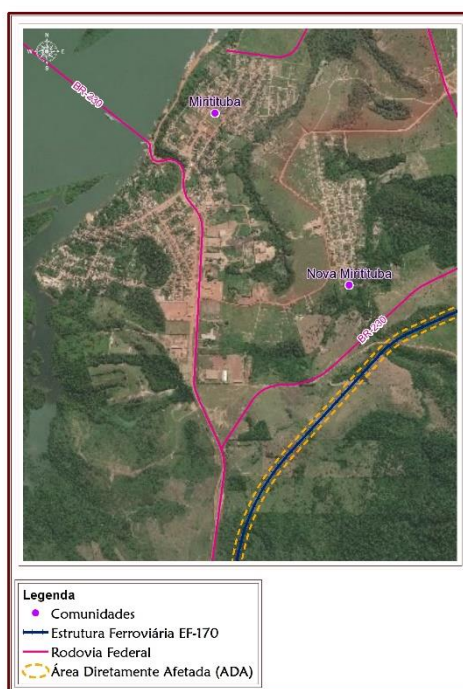 N
W E
S
BR-230
Miritituba
Nova Miritituba
BR-230
Legenda
Comunidades
Estrutura Ferroviária EF-170
Rodovia Federal
Área Diretamente Afetada (ADA)